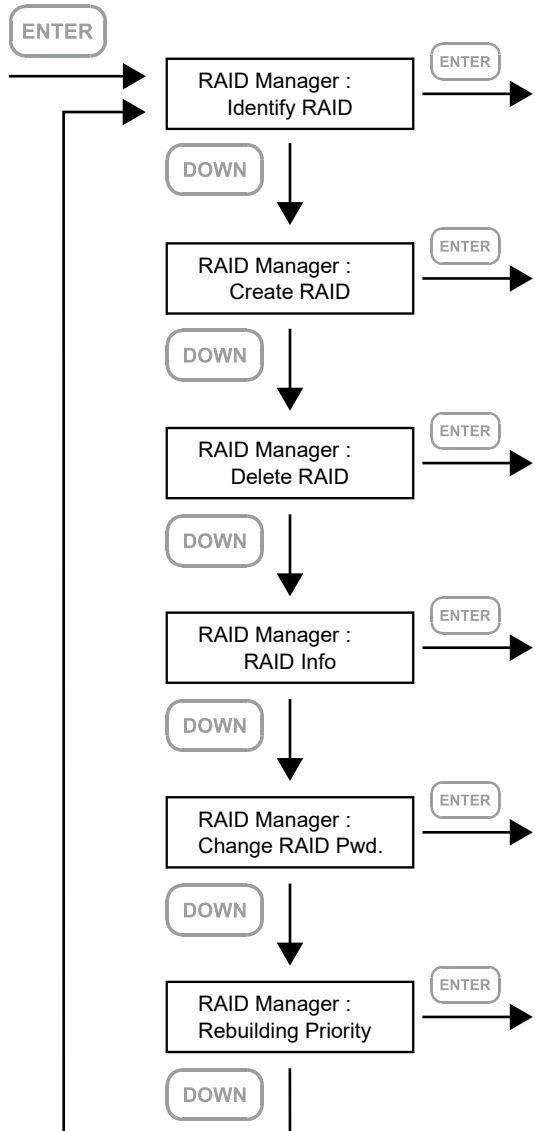 ENTER
ENTER
RAID Manager :
Identify RAID
DOWN
ENTER
RAID Manager :
Create RAID
DOWN
ENTER
RAID Manager :
Delete RAID
DOWN
ENTER
RAID Manager :
RAID Info
DOWN
ENTER
RAID Manager :
Change RAID Pwd.
DOWN
ENTER
RAID Manager :
Rebuilding Priority
DOWN